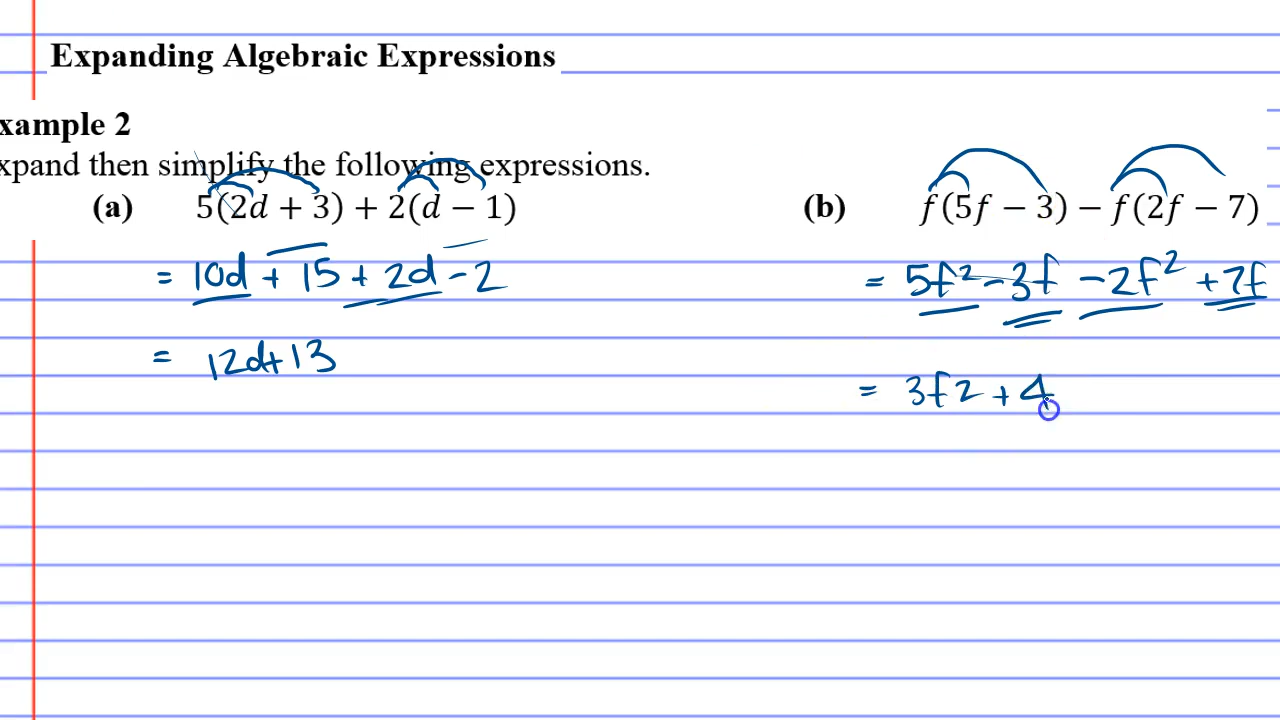 Expanding Algebraic Expressions
xample 2
xpand then simplify the following expressions.
(a) 5(2d + 3) + 2(d − 1)
= 10d + 15 + 2d − 2
= 12d+13
(b) f(5f − 3) − f(2f − 7)
= 5f² − 3f − 2f² + 7f
= 3f2 + 4